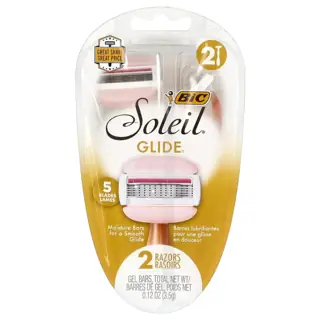 GREAT SHAVE
GREAT PRICE
2
BIC
Soleil
GLIDE
5
BLADES
LAMES
Moisture Bars
for a Smooth
Glide
Barres lubrifiantes
pour une glisse
en douceur
2 RAZORS
RASOIRS
GEL BARS, TOTAL NET WT/
BARRES DE GEL, POIDS NET
0.12 OZ (3.5g)